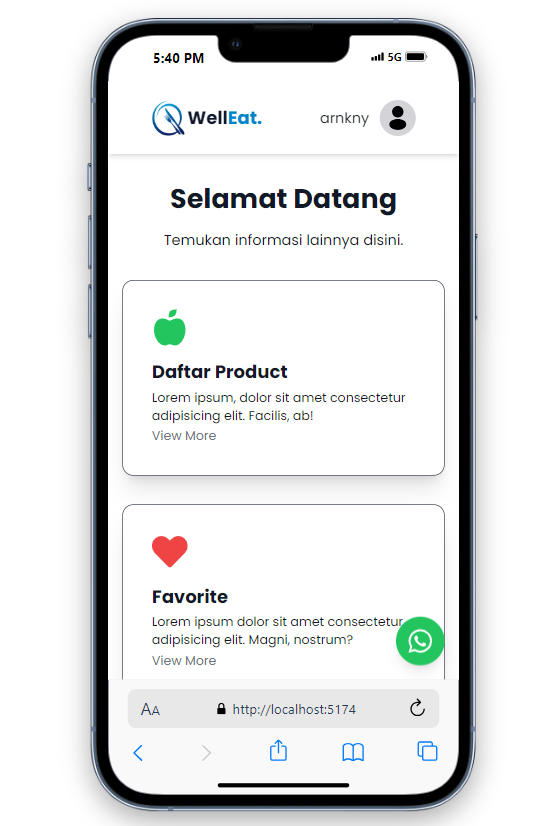 5:40 PM
5G
WellEat.
arnkny
Selamat Datang
Temukan informasi lainnya disini.
Daftar Product
Lorem ipsum, dolor sit amet consectetur
adipisicing elit. Facilis, ab!
View More
Favorite
Lorem ipsum dolor sit amet consectetur
adipisicing elit. Magni, nostrum?
View More
AA
http://localhost:5174